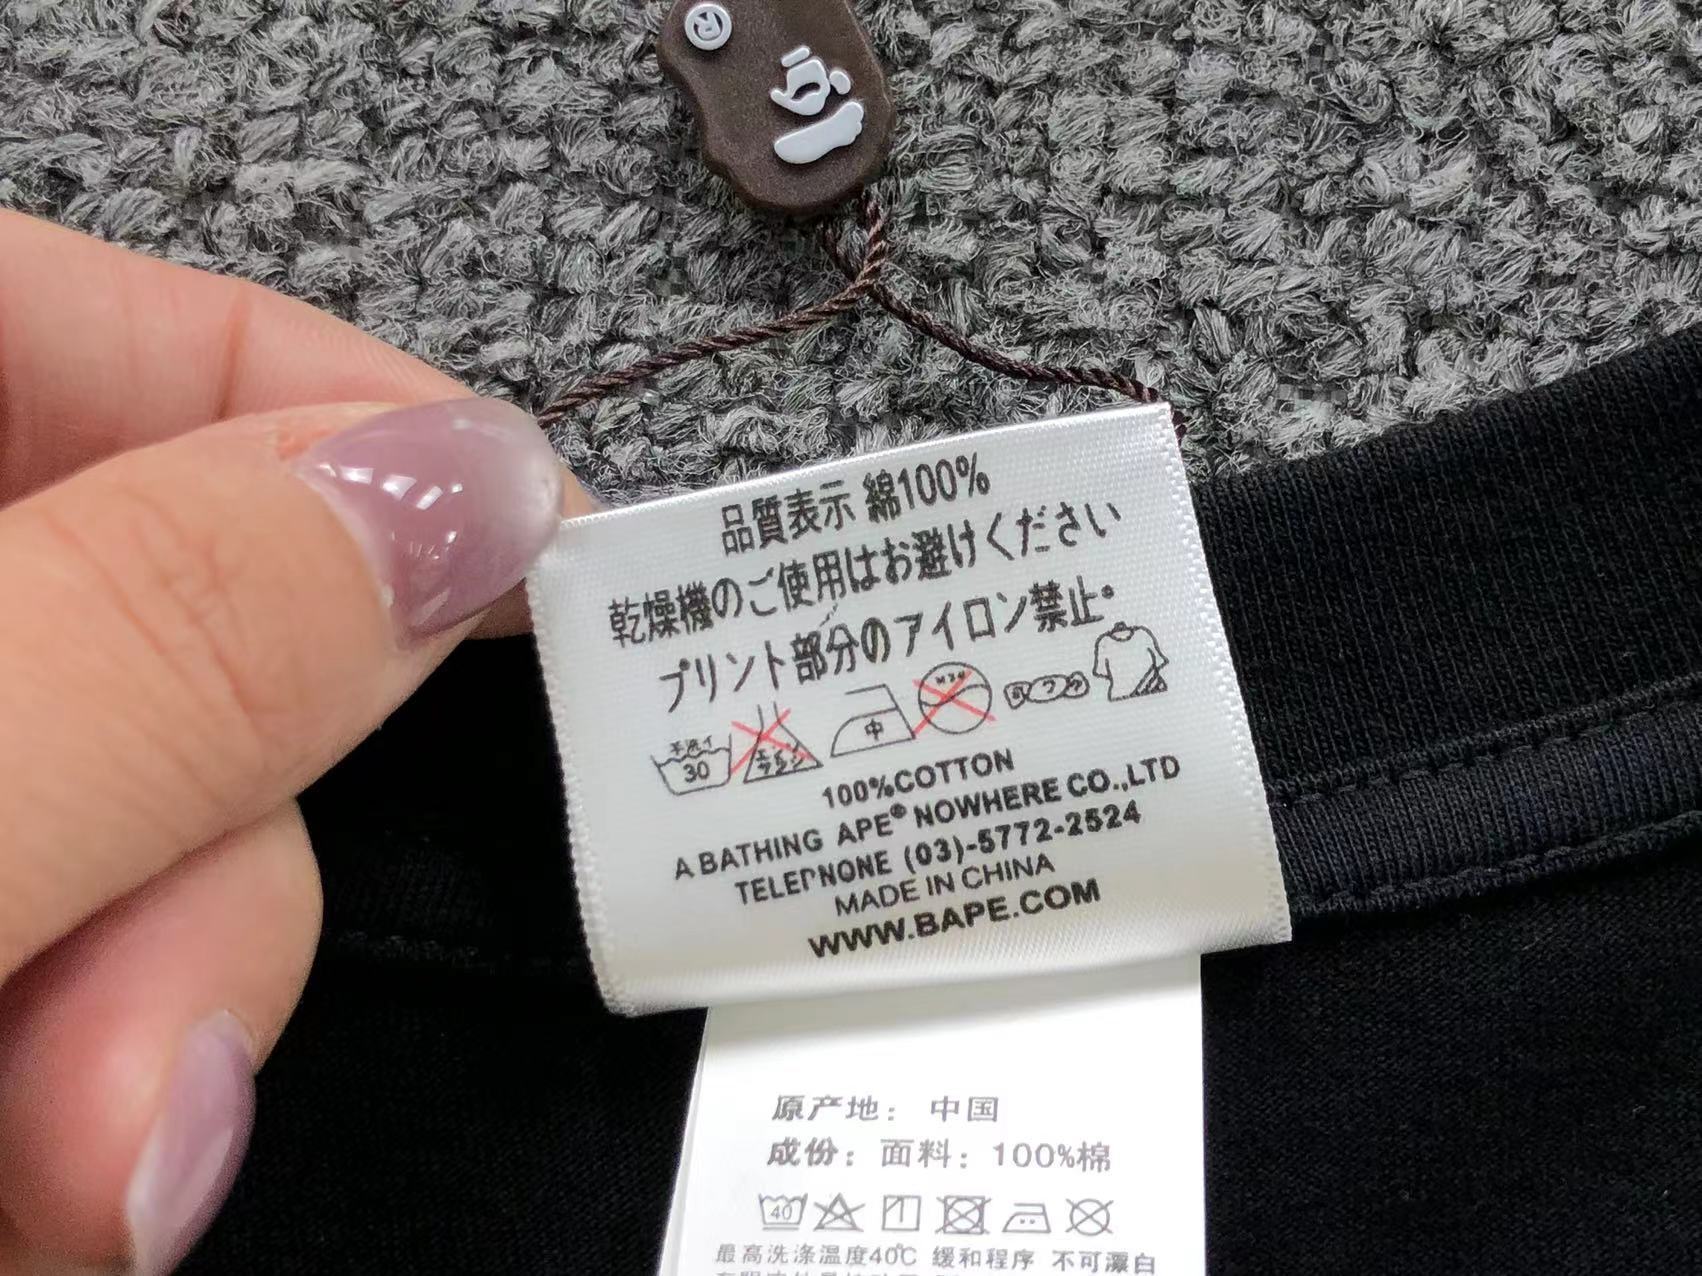 ®
品質表示 綿100%
乾燥機のご使用はお避けください
プリント部分のアイロン禁止。
30
中
100%COTTON
A BATHING APE® NOWHERE CO.,LTD
TELEPNONE (03)-5772-2524
MADE IN CHINA
WWW.BAPE.COM
原产地：中国
成份：面料：100%棉
40
最高洗涤温度40℃ 缓和程序 不可漂白